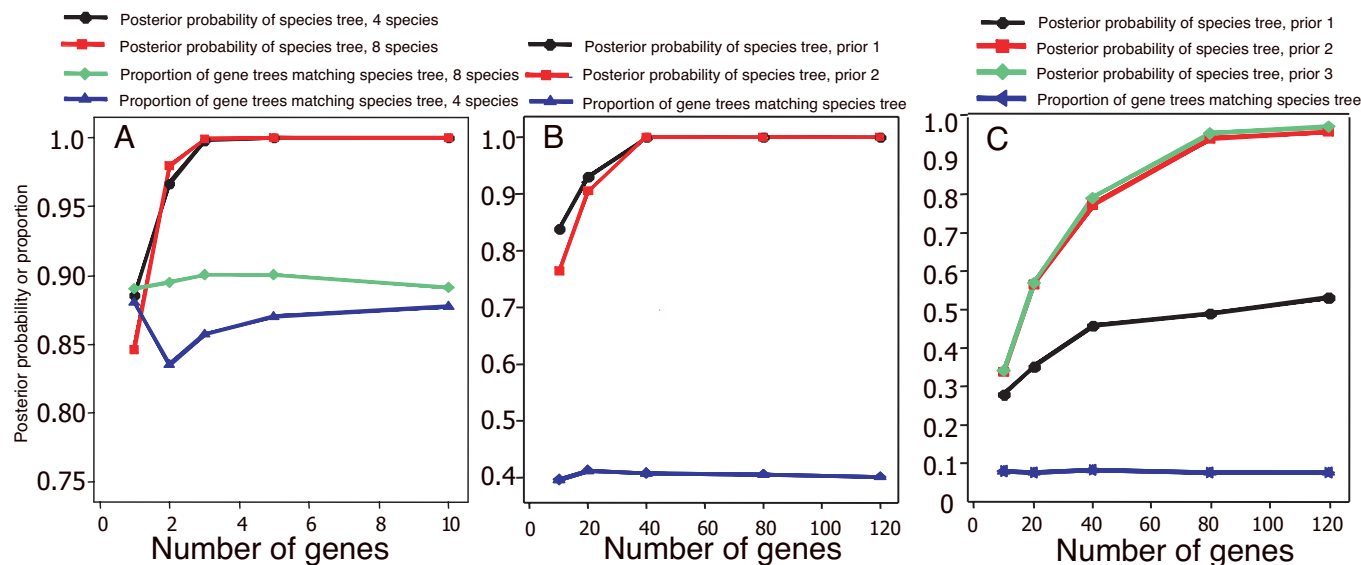 Posterior probability of species tree, 4 species
Posterior probability of species tree, 8 species
Proportion of gene trees matching species tree, 8 species
Proportion of gene trees matching species tree, 4 species
Posterior probability of species tree, prior 1
Posterior probability of species tree, prior 2
Proportion of gene trees matching species tree
Posterior probability of species tree, prior 1
Posterior probability of species tree, prior 2
Posterior probability of species tree, prior 3
Proportion of gene trees matching species tree
Posterior probability or proportion
A
1.0
0.95
0.90
0.85
0.80
0.75
0 2 4 6 8 10
Number of genes
B
1.0
0.9
0.8
0.7
0.6
0.5
0.4
0 20 40 60 80 100 120
Number of genes
C
1.0
0.9
0.8
0.7
0.6
0.5
0.4
0.3
0.2
0.1
0
0 20 40 60 80 100 120
Number of genes